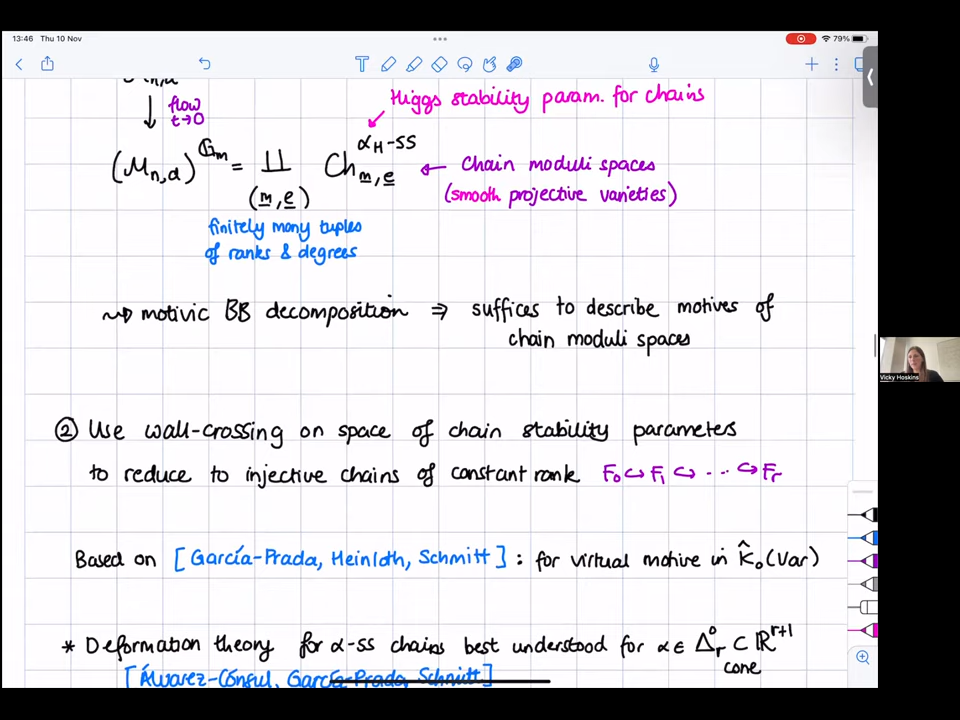 13:46 Thu 10 Nov
79%
flow
t→0
Higgs stability param. for chains
(M_{n,d})^{G_m} = ∐ Ch_{m,e}^{α_H-ss} ← Chain moduli spaces
(m,e)
(smooth projective varieties)
finitely many tuples
of ranks & degrees
⇝ motivic BB decomposition ⇒ suffices to describe motives of
chain moduli spaces
② Use wall-crossing on space of chain stability parameters
to reduce to injective chains of constant rank F₀ ↪ F₁ ↪ ··· ↪ F_r
Based on [García-Prada, Heinloth, Schmitt] : for virtual motive in K̂₀(Var)
* Deformation theory for α-ss chains best understood for α ∈ Δ_r° ⊂ ℝ^{r+1}
cone
[Álvarez-Cónsul, García-Prada, Schmitt]
Vicky Hoskins